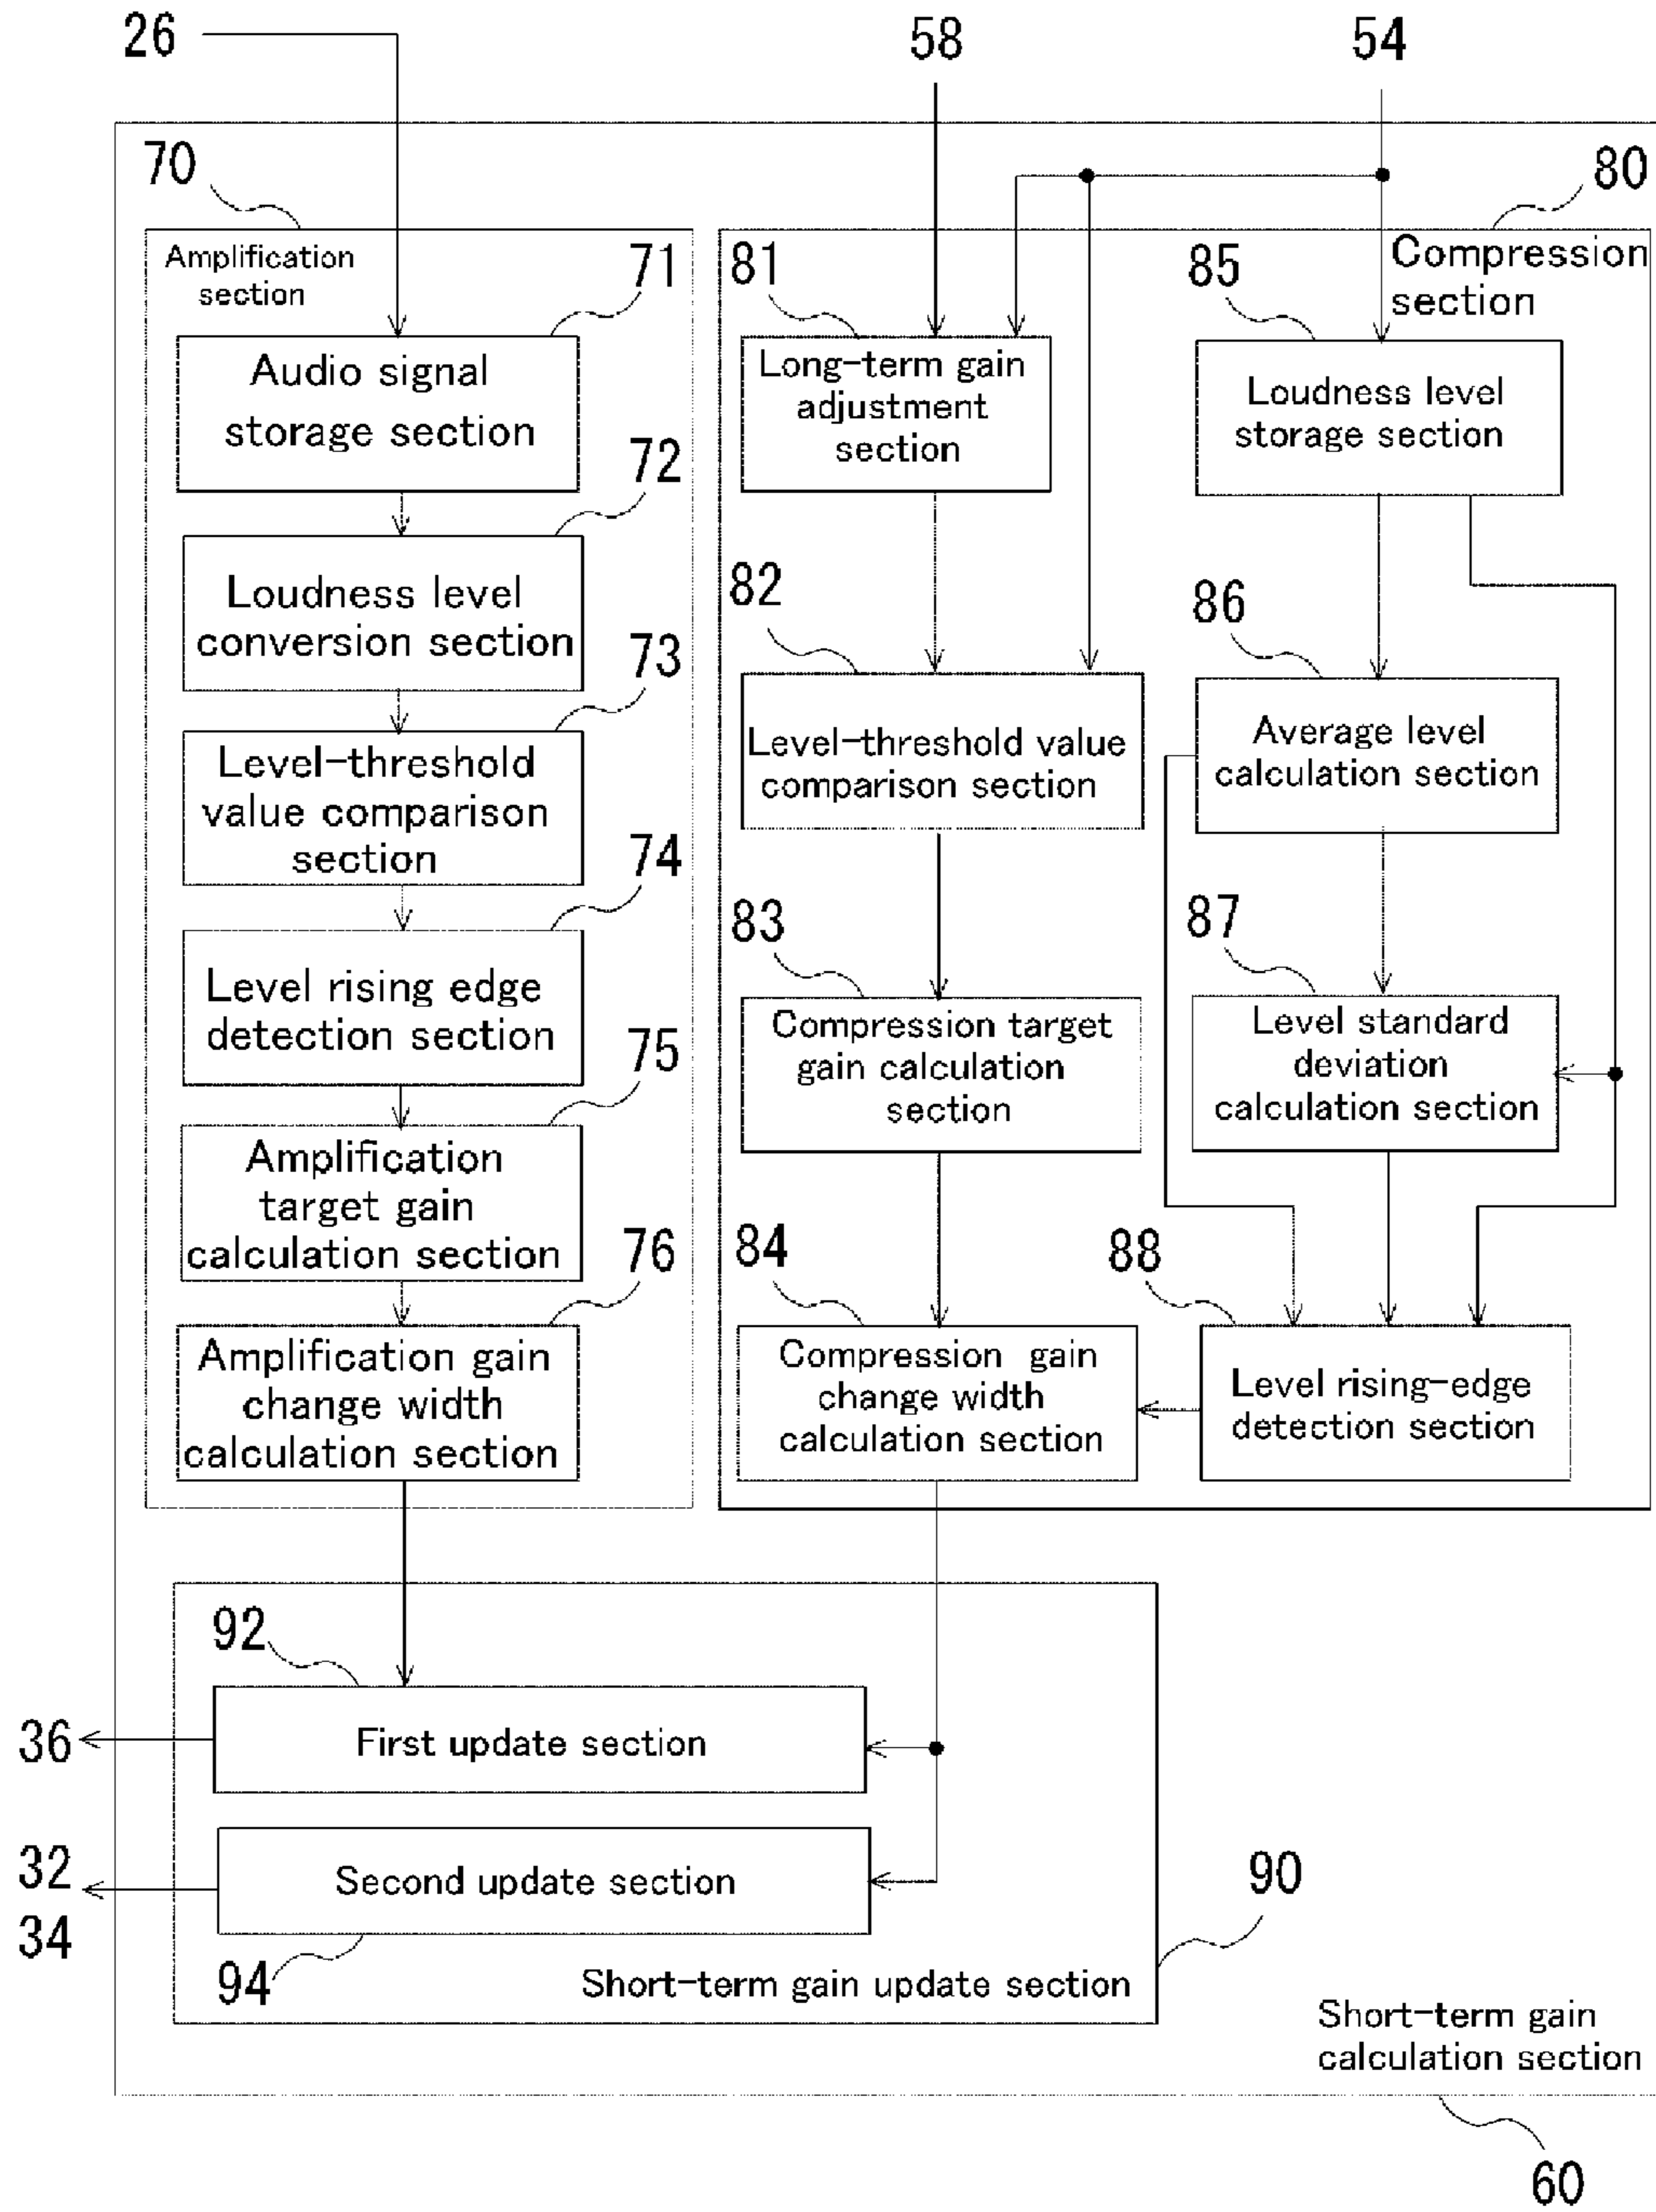 26
58
54
70
80
Amplification
section
71
81
85
Compression
section
Audio signal
storage section
Long-term gain
adjustment
section
Loudness level
storage section
72
Loudness level
conversion section
82
86
73
Level-threshold
value comparison
section
Level-threshold value
comparison section
Average level
calculation section
74
Level rising edge
detection section
83
87
Compression target
gain calculation
section
Level standard
deviation
calculation section
75
Amplification
target gain
calculation section
76
84
88
Amplification gain
change width
calculation section
Compression gain
change width
calculation section
Level rising-edge
detection section
92
First update section
36
Second update section
32
34
90
94
Short-term gain update section
Short-term gain
calculation section
60